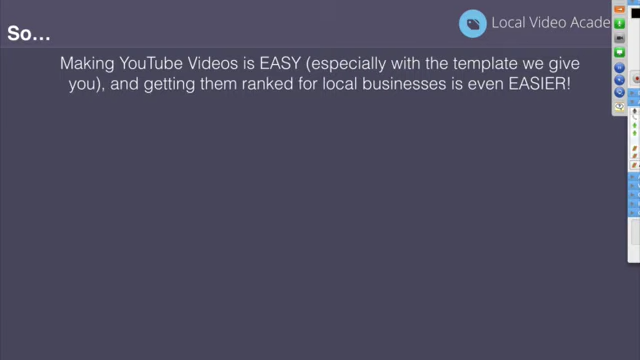 So...
Local Video Acade
Making YouTube Videos is EASY (especially with the template we give
you), and getting them ranked for local businesses is even EASIER!